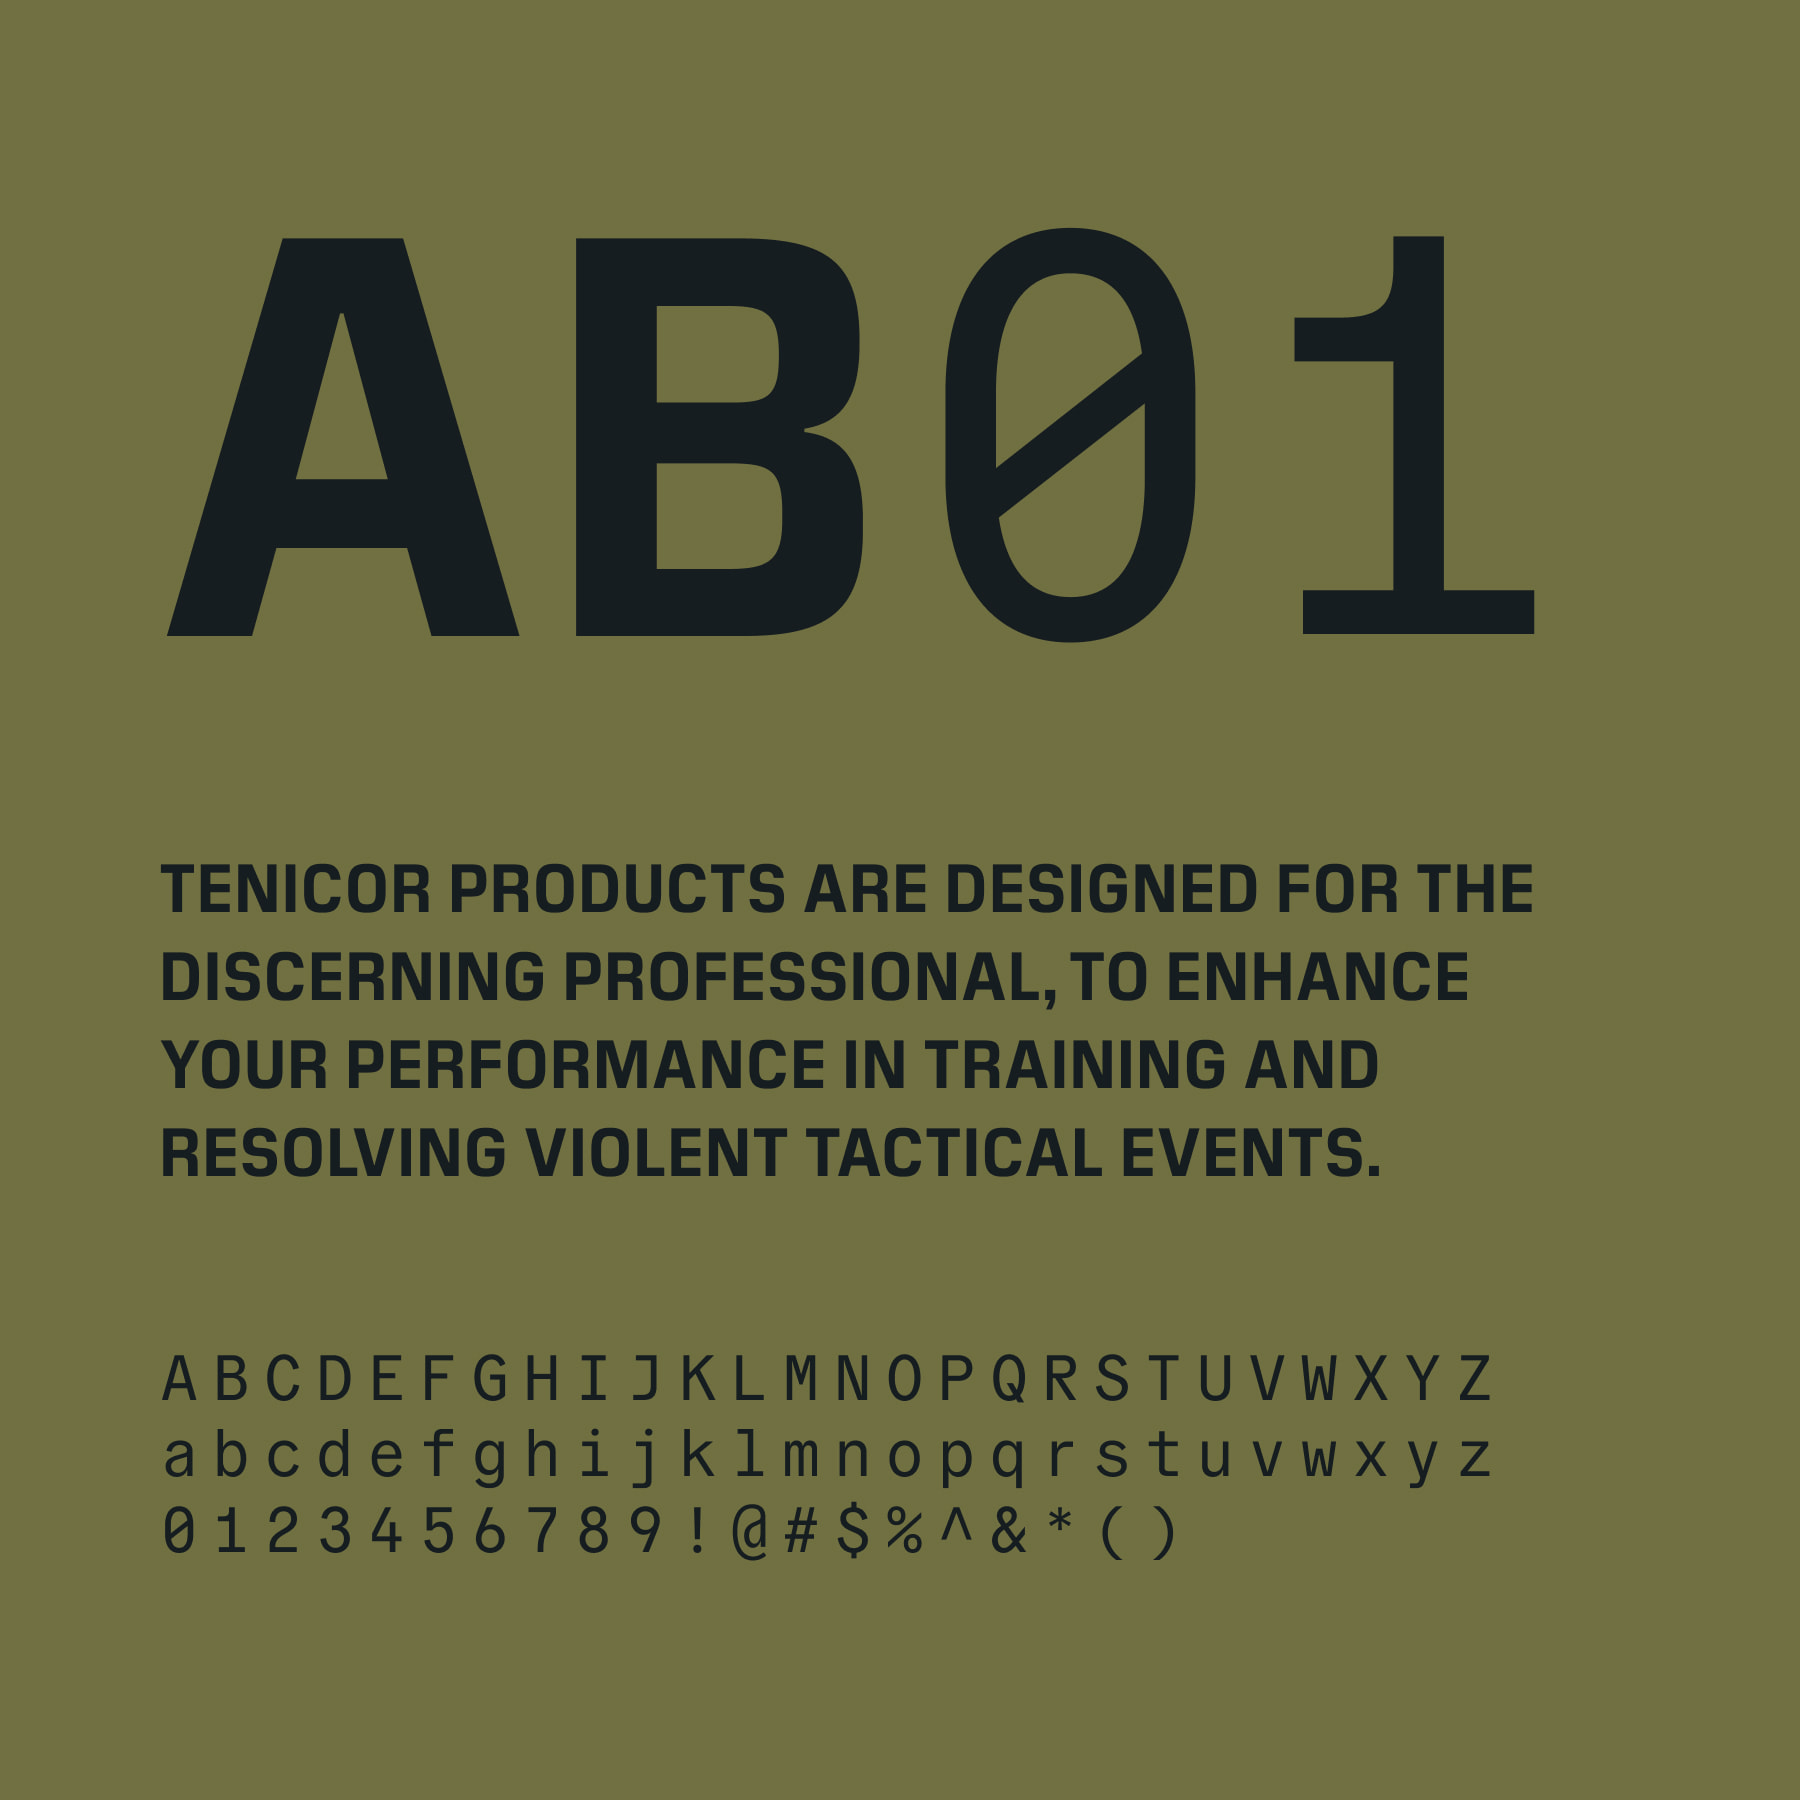 AB01
TENICOR PRODUCTS ARE DESIGNED FOR THE
DISCERNING PROFESSIONAL, TO ENHANCE
YOUR PERFORMANCE IN TRAINING AND
RESOLVING VIOLENT TACTICAL EVENTS.
A B C D E F G H I J K L M N O P Q R S T U V W X Y Z
a b c d e f g h i j k l m n o p q r s t u v w x y z
0 1 2 3 4 5 6 7 8 9 ! @ # $ % ^ & * ( )